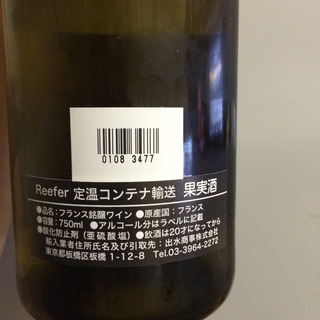 0108 3477
Reefer 定温コンテナ輸送 果実酒
●品名：フランス銘醸ワイン ●原産国：フランス
●容量：750ml ●アルコール分はラベルに記載
●酸化防止剤（亜硫酸塩）●飲酒は20才になってから
輸入業者住所氏名及び引取先：出水商事株式会社
東京都板橋区板橋 1-12-8 TEL.03-3964-2272